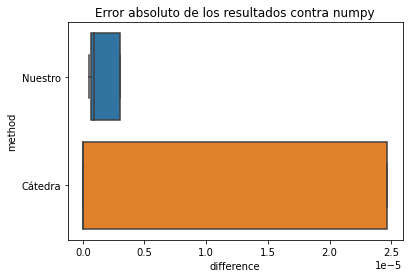 Error absoluto de los resultados contra numpy
method
Nuestro
Cátedra
0.0
0.5
1.0
1.5
2.0
2.5
1e−5
difference